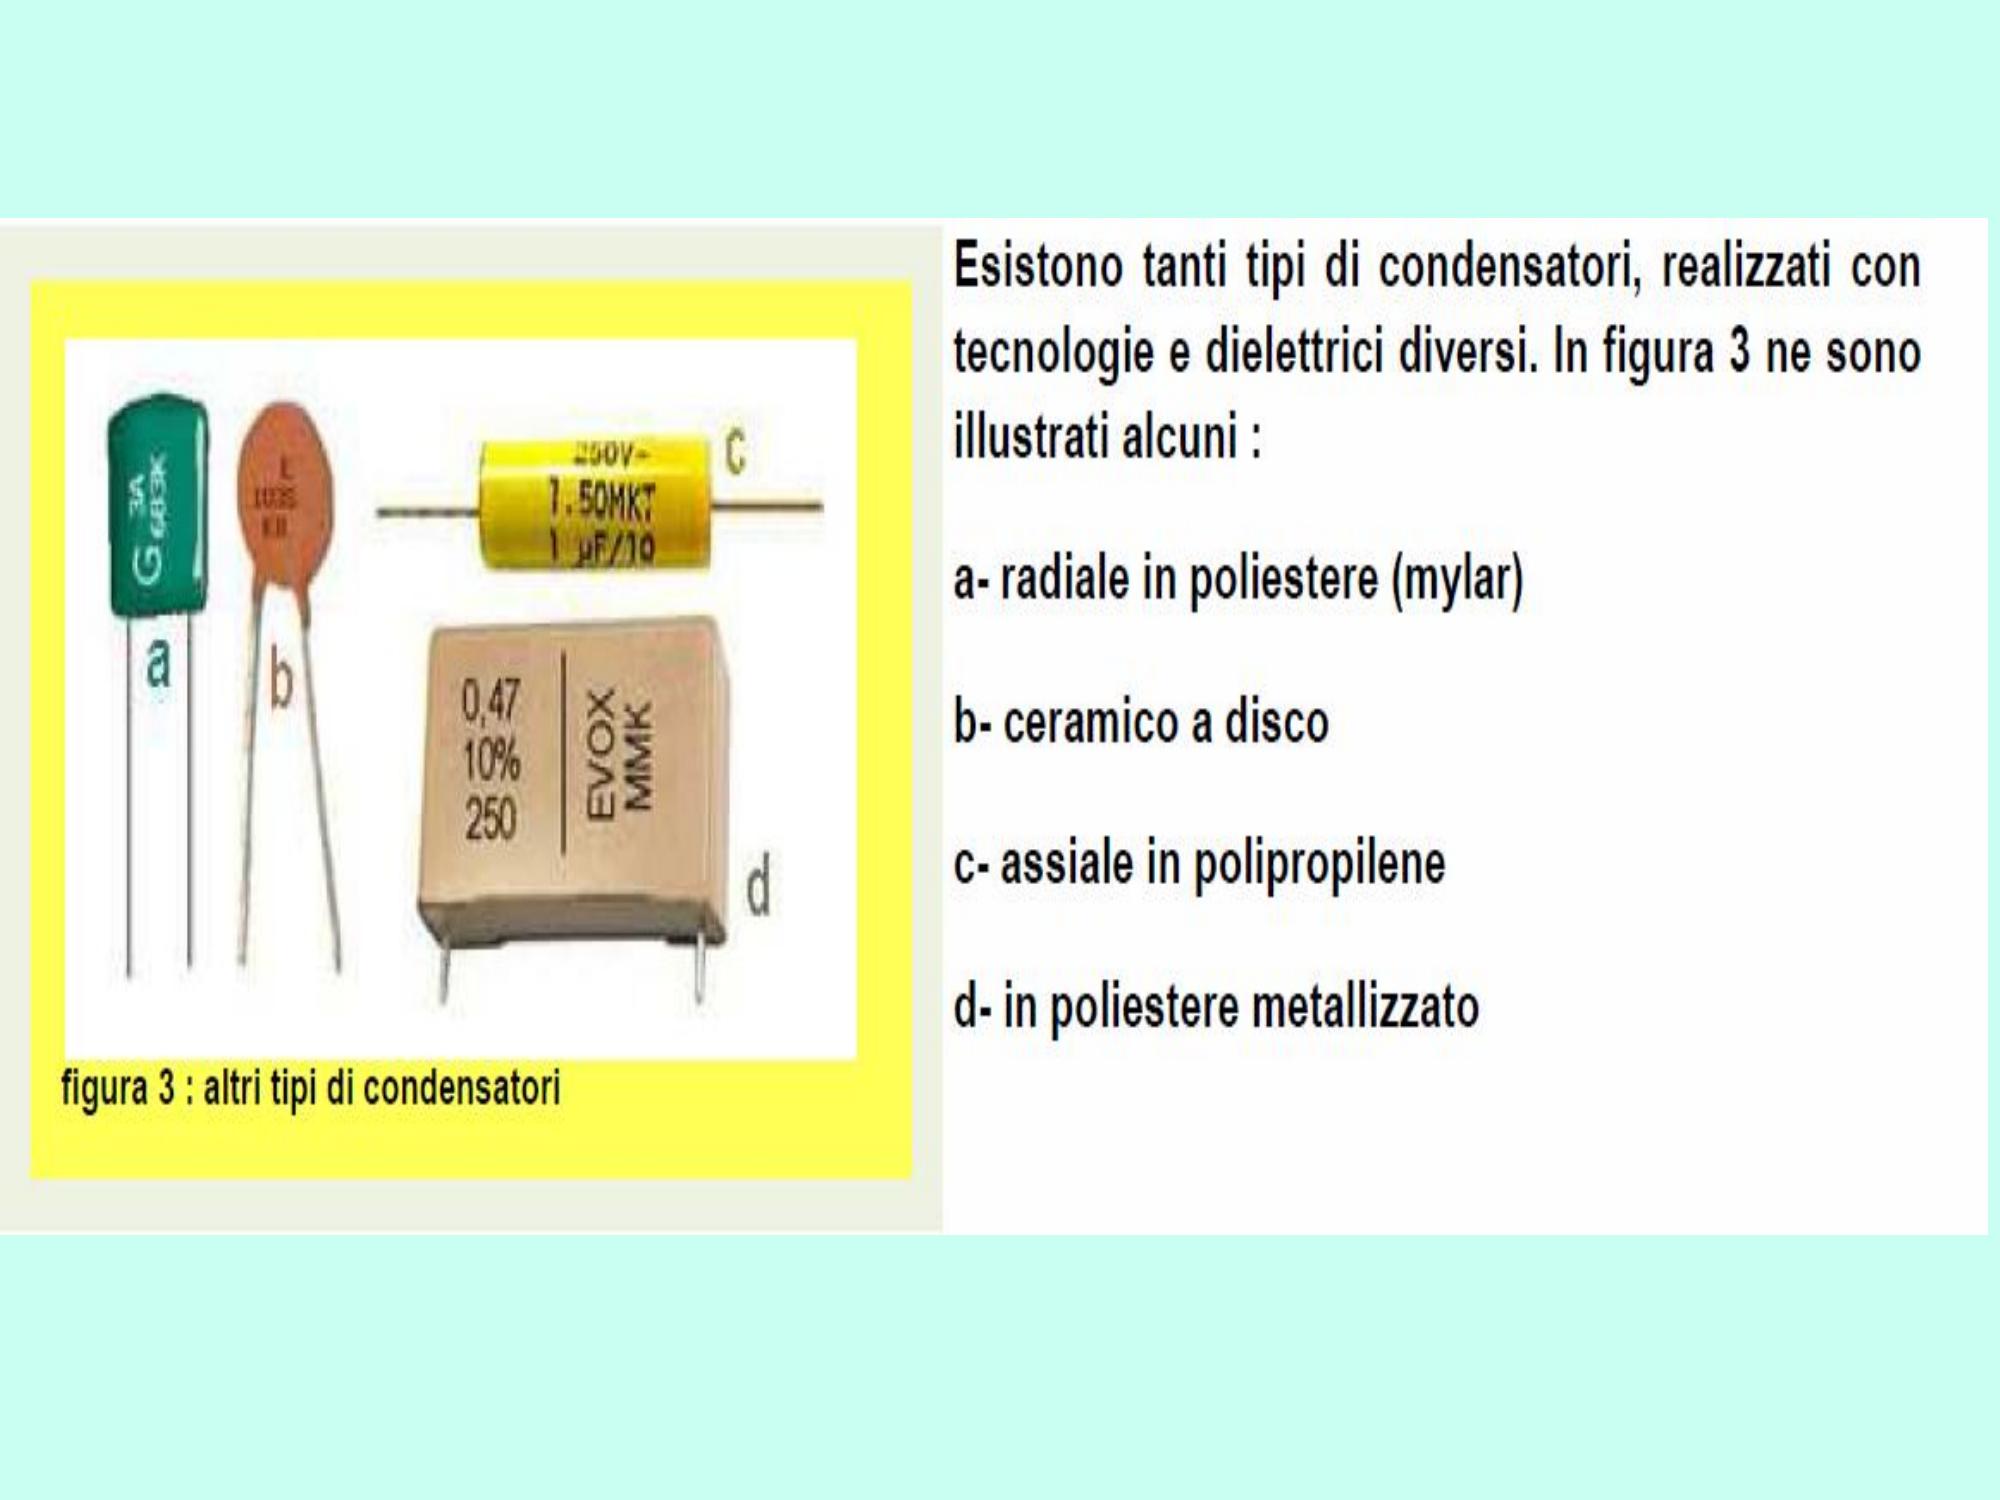 Esistono tanti tipi di condensatori, realizzati con
tecnologie e dielettrici diversi. In figura 3 ne sono
illustrati alcuni :
a- radiale in poliestere (mylar)
b- ceramico a disco
c- assiale in polipropilene
d- in poliestere metallizzato
3A
G 683K
a
b
250V-
1.50MKT
1 µF/10
c
0,47
10%
250
EVOX
MMK
d
figura 3 : altri tipi di condensatori